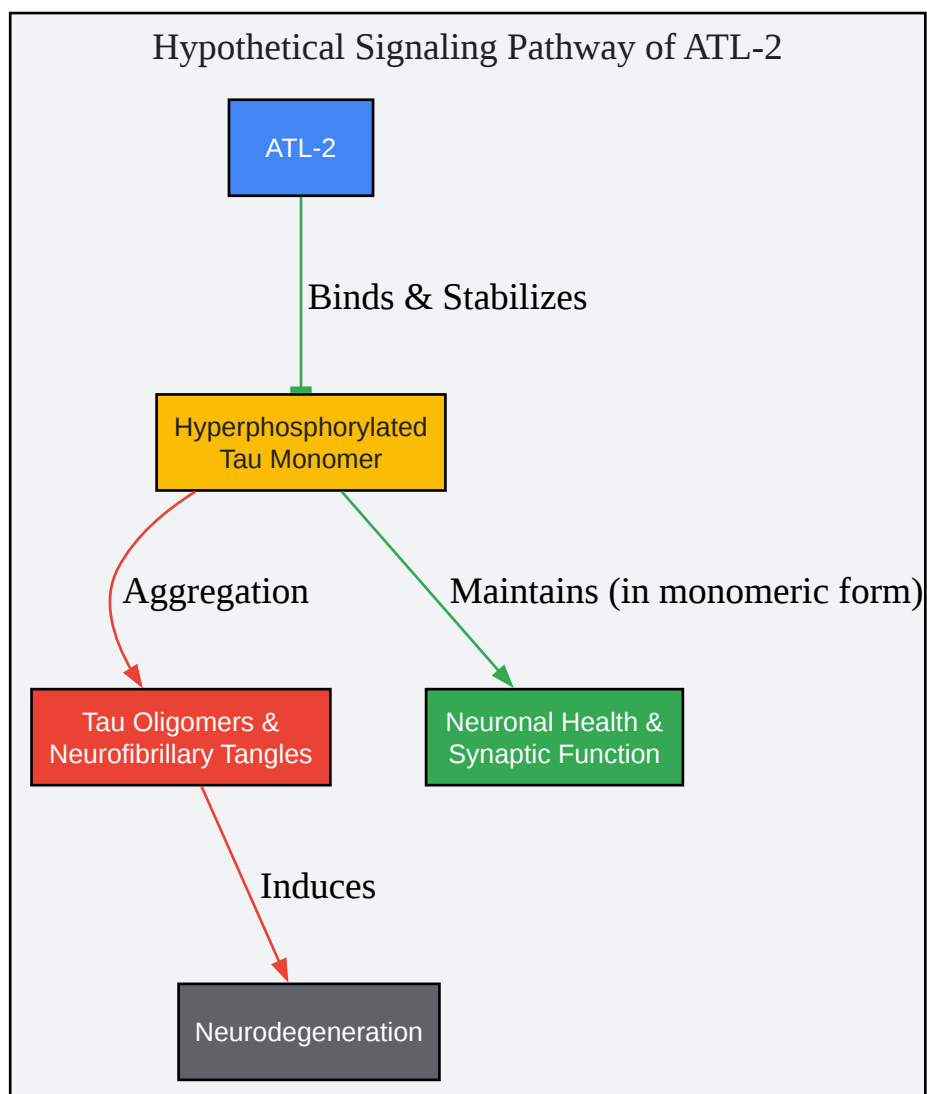 Hypothetical Signaling Pathway of ATL-2
ATL-2
Binds & Stabilizes
Hyperphosphorylated
Tau Monomer
Aggregation
Maintains (in monomeric form)
Tau Oligomers &
Neurofibrillary Tangles
Neuronal Health &
Synaptic Function
Induces
Neurodegeneration